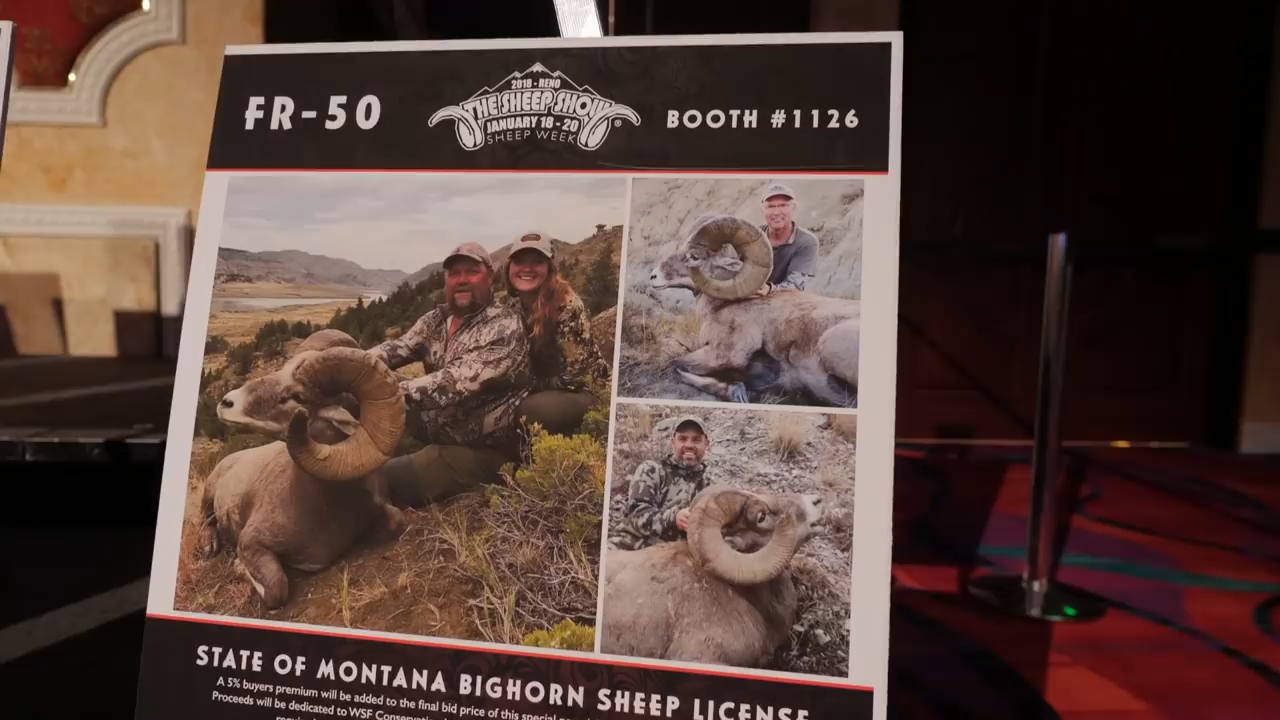 FR-50
2018 - RENO
THE SHEEP SHOW
JANUARY 18 - 20
SHEEP WEEK
®
BOOTH #1126
STATE OF MONTANA BIGHORN SHEEP LICENSE
A 5% buyers premium will be added to the final bid price of this special
Proceeds will be dedicated to WSF